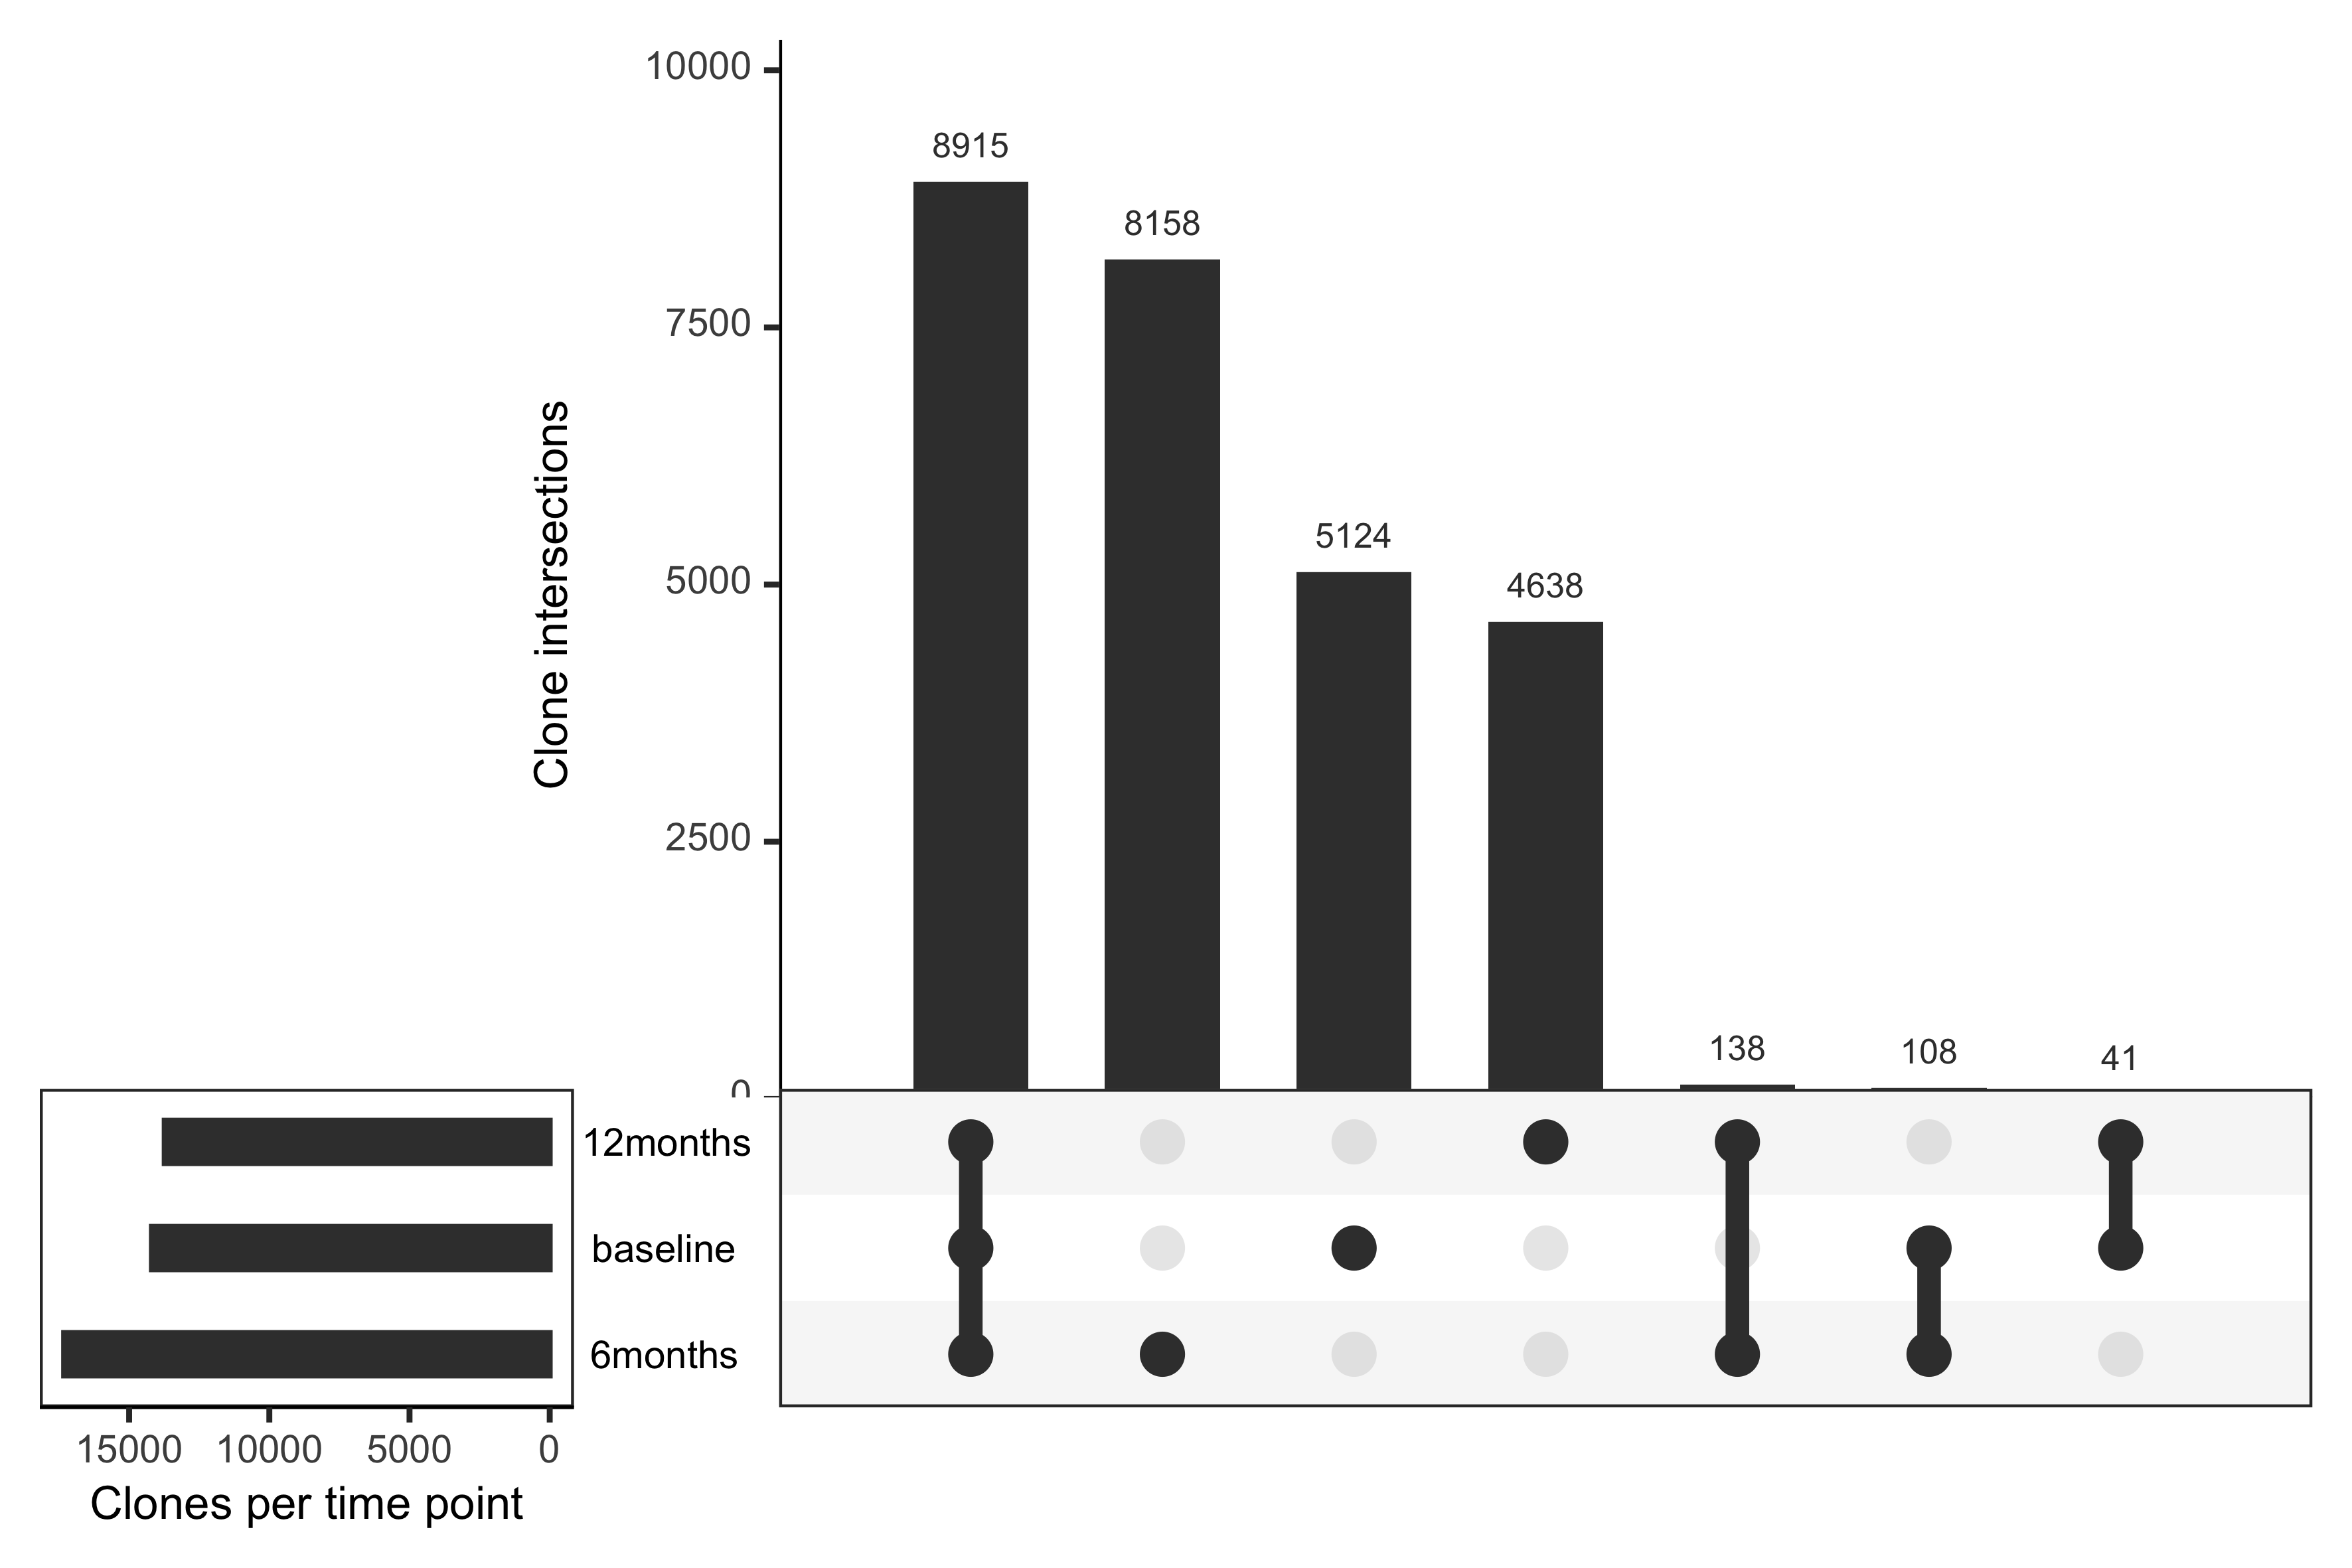 10000
7500
5000
2500
0
Clone intersections
8915
8158
5124
4638
138
108
41
12months
baseline
6months
15000 10000 5000 0
Clones per time point